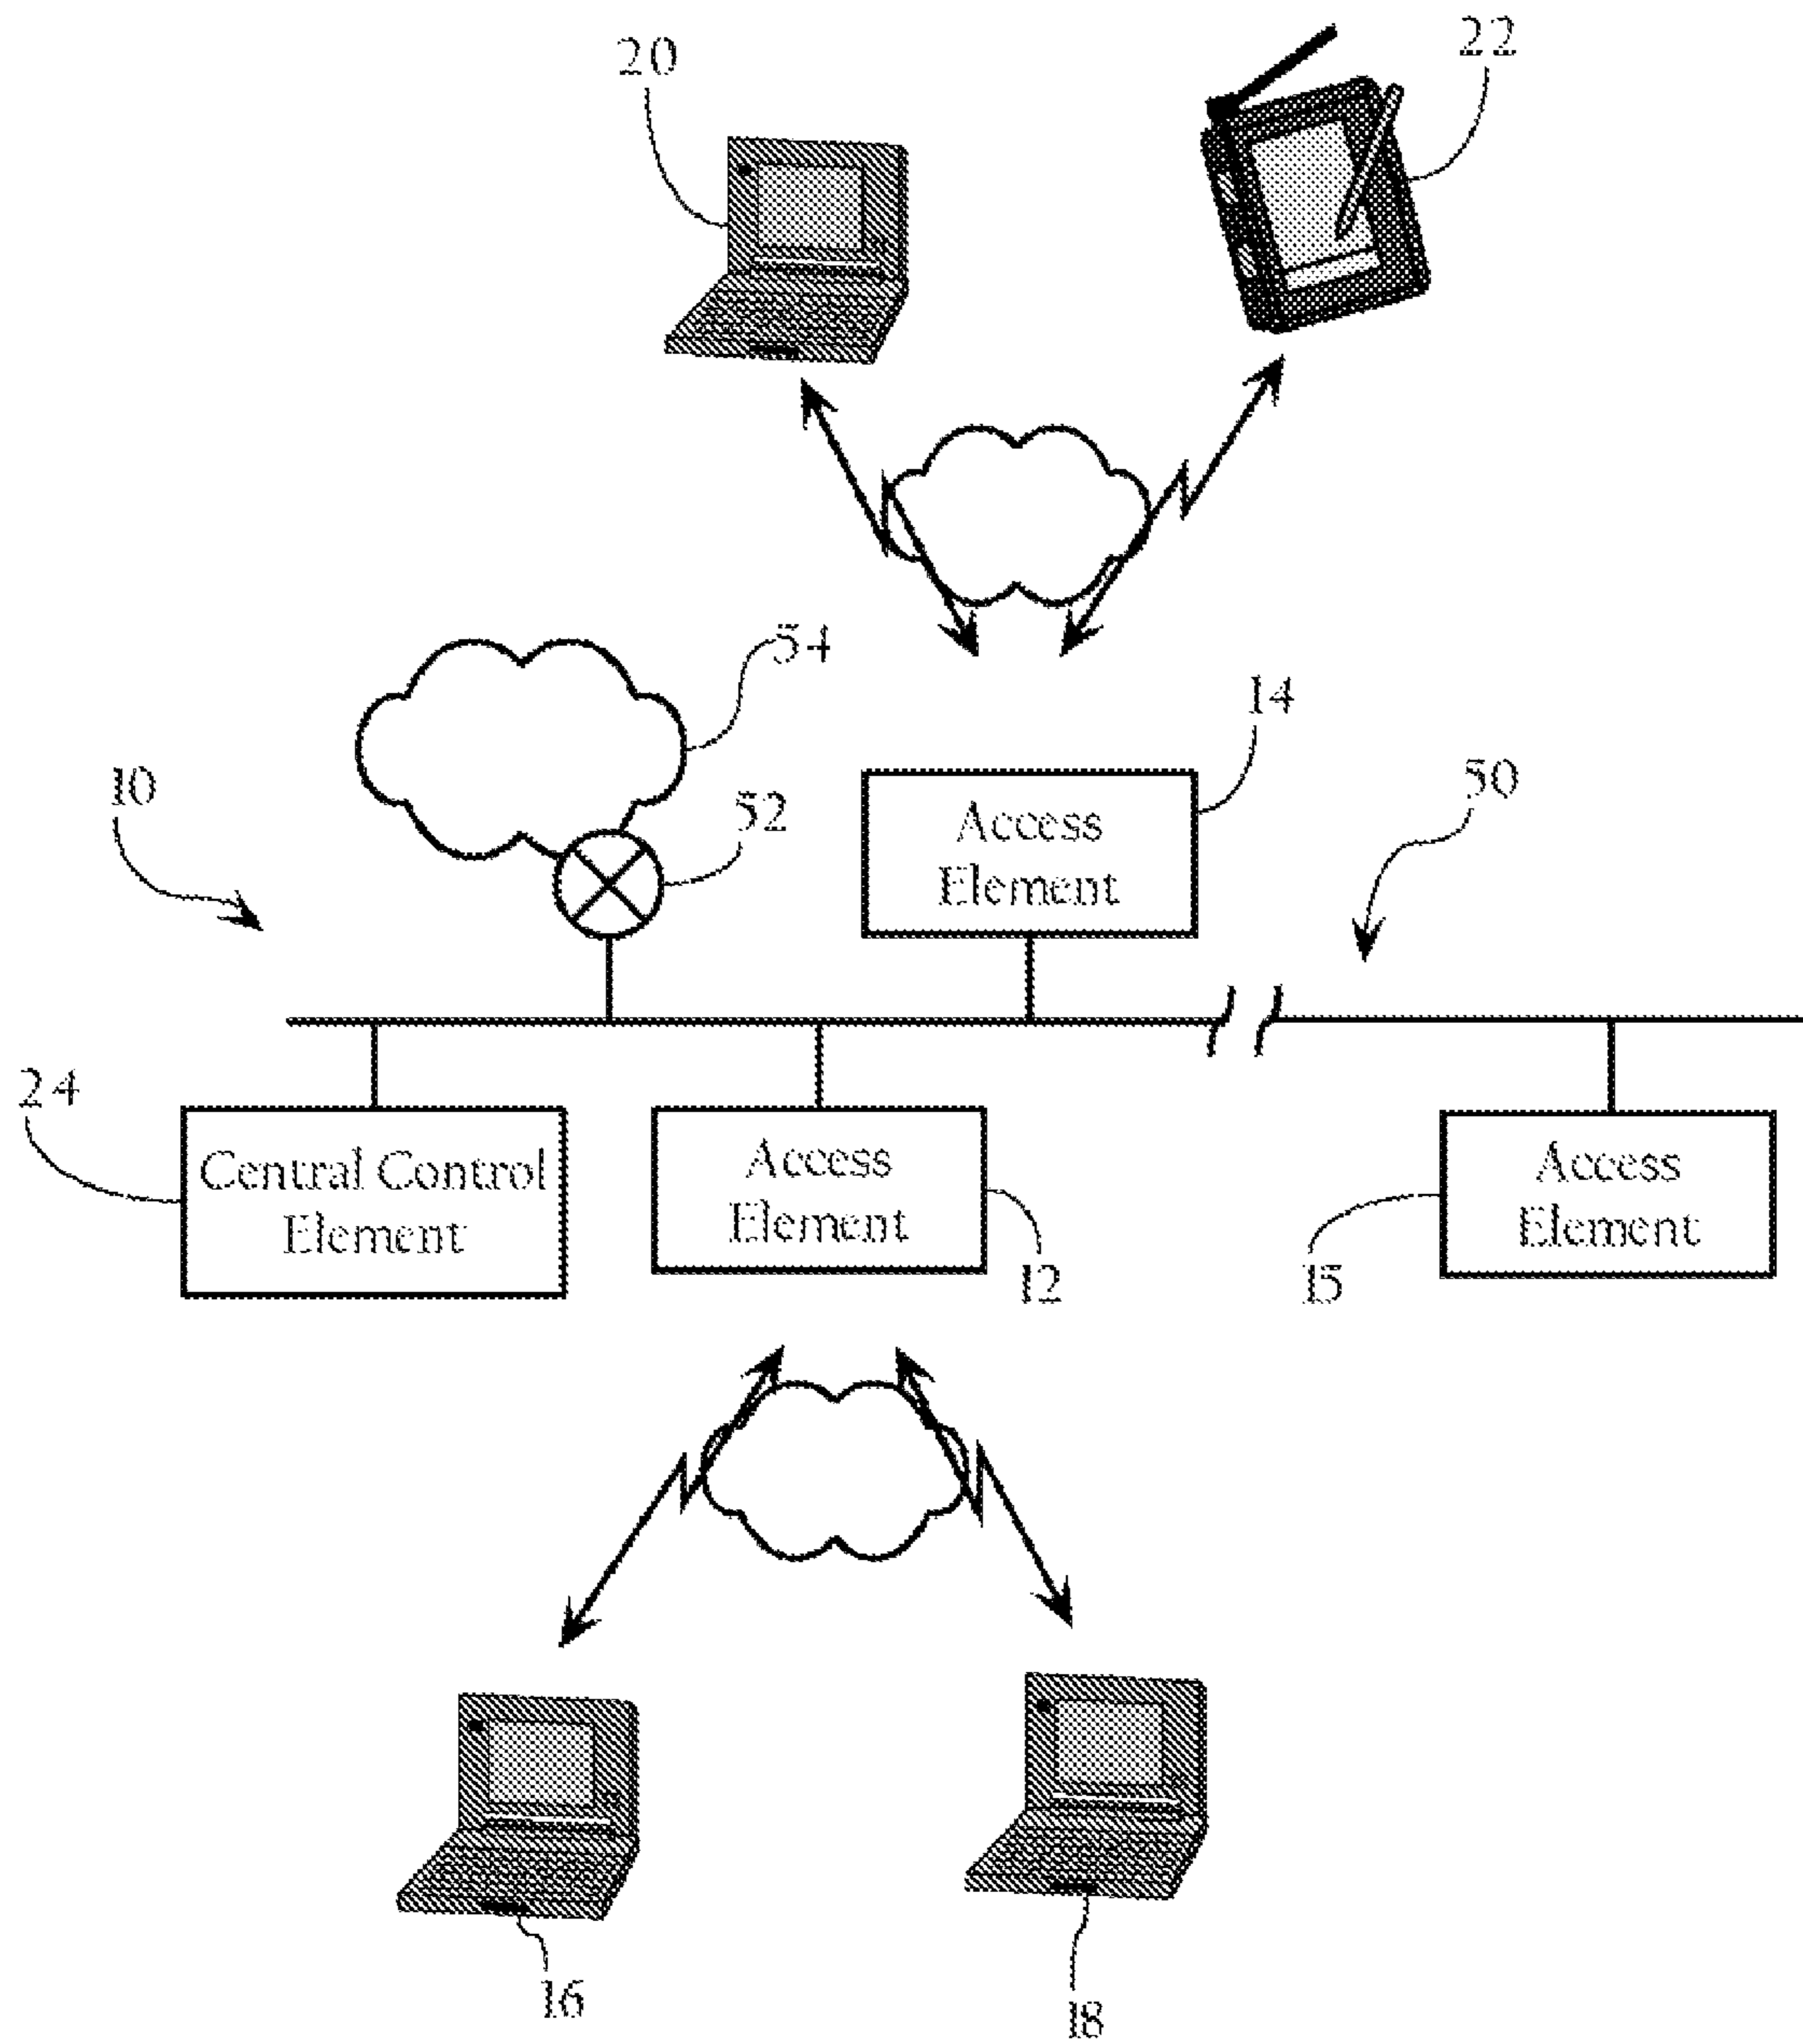 20
22
54
14
10
52
50
Access
Element
24
Central Control
Element
Access
Element
Access
Element
12
15
16
18